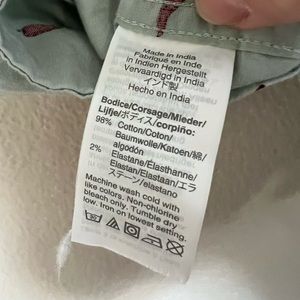 Made in India
Fabriqué en Inde
In Indien Hergestellt
Vervaardigd in India
インド製
Hecho en India
Bodice/Corsage/Mieder/
Lijfje/ボディス/corpiño:
98% Cotton/Coton/
Baumwolle/Katoen/綿/
algodón
2% Elastane/Élasthanne/
Elastan/Elastaan/エラ
ステーン/elastano
Machine wash cold with
like colors. Non-chlorine
bleach only. Tumble dry
low. Iron on lowest setting.